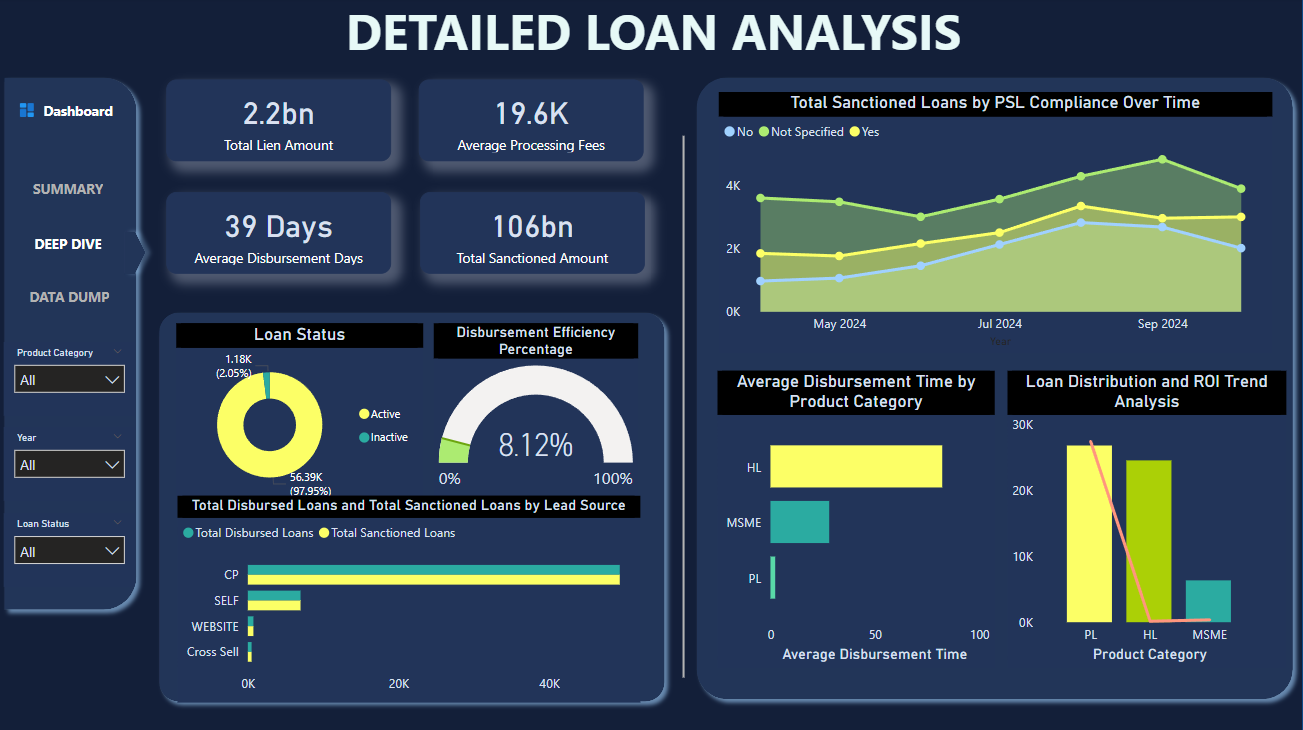 DETAILED LOAN ANALYSIS
Dashboard
SUMMARY
DEEP DIVE
DATA DUMP
Product Category
All
Year
All
Loan Status
All
2.2bn
Total Lien Amount
19.6K
Average Processing Fees
39 Days
Average Disbursement Days
106bn
Total Sanctioned Amount
Loan Status
1.18K
(2.05%)
Active
Inactive
56.39K
(97.95%)
Disbursement Efficiency
Percentage
8.12%
0%
100%
Total Disbursed Loans and Total Sanctioned Loans by Lead Source
Total Disbursed Loans
Total Sanctioned Loans
CP
SELF
WEBSITE
Cross Sell
0K
20K
40K
Total Sanctioned Loans by PSL Compliance Over Time
No
Not Specified
Yes
4K
2K
0K
May 2024
Jul 2024
Sep 2024
Year
Average Disbursement Time by
Product Category
HL
MSME
PL
0
50
100
Average Disbursement Time
Loan Distribution and ROI Trend
Analysis
30K
20K
10K
0K
PL
HL
MSME
Product Category